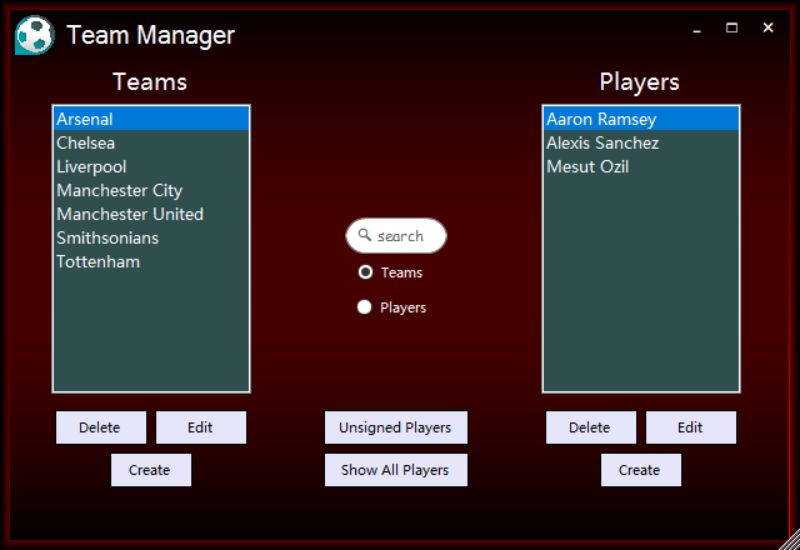 Team Manager
Teams
Arsenal
Chelsea
Liverpool
Manchester City
Manchester United
Smithsonians
Tottenham
Delete
Edit
Create
search
Teams
Players
Unsigned Players
Show All Players
Players
Aaron Ramsey
Alexis Sanchez
Mesut Ozil
Delete
Edit
Create